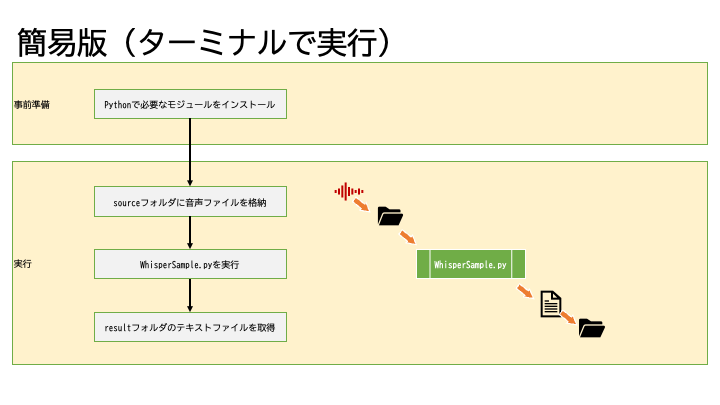 簡易版（ターミナルで実行）
事前準備
Pythonで必要なモジュールをインストール
sourceフォルダに音声ファイルを格納
実行
WhisperSample.pyを実行
WhisperSample.py
resultフォルダのテキストファイルを取得